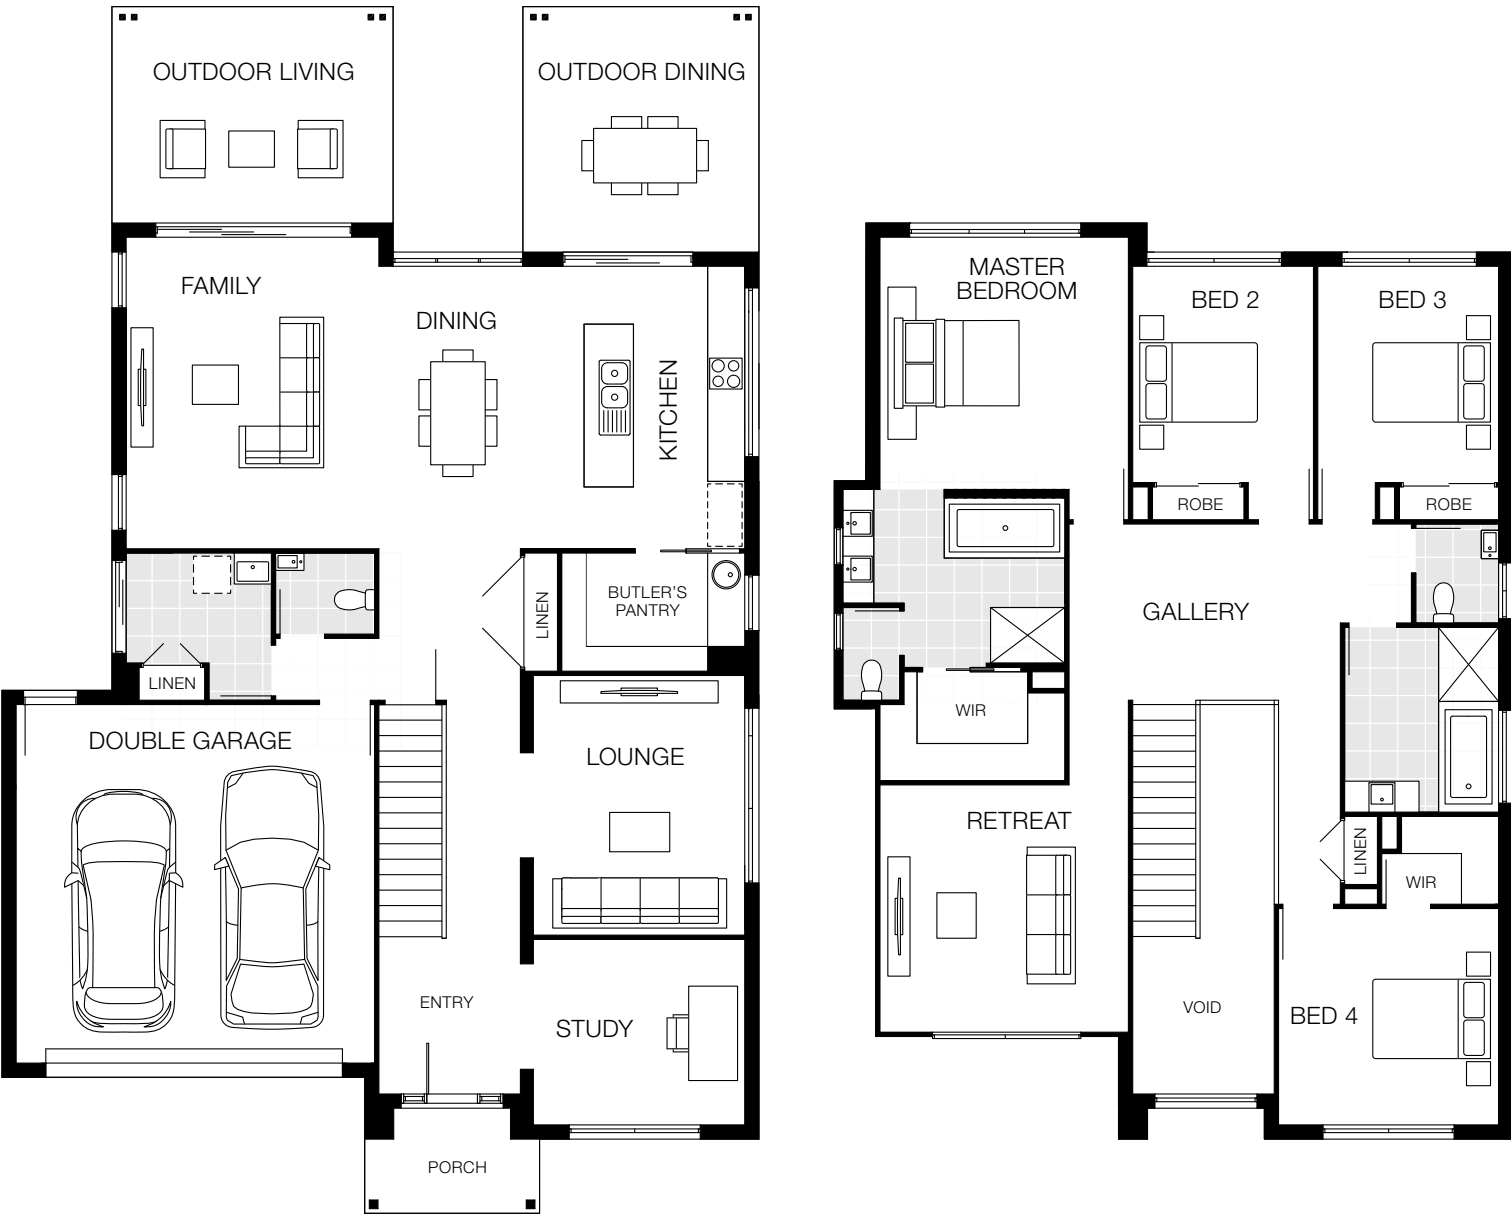 OUTDOOR LIVING
OUTDOOR DINING
FAMILY
DINING
KITCHEN
BUTLER'S
PANTRY
LINEN
LINEN
DOUBLE GARAGE
LOUNGE
ENTRY
STUDY
PORCH
MASTER
BEDROOM
BED 2
BED 3
ROBE
ROBE
GALLERY
WIR
RETREAT
LINEN
WIR
VOID
BED 4